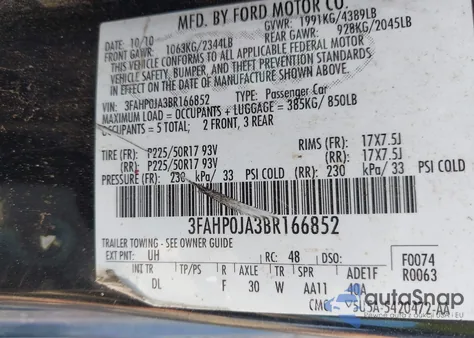 MFD. BY FORD MOTOR CO.
10/10 GVWR: 1991KG/4389LB
FRONT GAWR: 1063KG/2344LB REAR GAWR: 928KG/2045LB
THIS VEHICLE CONFORMS TO ALL APPLICABLE FEDERAL MOTOR
VEHICLE SAFETY, BUMPER, AND THEFT PREVENTION STANDARDS
IN EFFECT ON THE DATE OF MANUFACTURE SHOWN ABOVE.
VIN: 3FAHP0JA3BR166852 TYPE: Passenger Car
MAXIMUM LOAD = OCCUPANTS + LUGGAGE = 385KG/850LB
OCCUPANTS = 5 TOTAL; 2 FRONT, 3 REAR
TIRE (FR): P225/50R17 93V RIMS (FR): 17X7.5J
(RR): P225/50R17 93V (RR): 17X7.5J
PRESSURE (FR): 230 kPa/ 33 PSI COLD (RR): 230 kPa/ 33 PSI COLD
3FAHP0JA3BR166852
TRAILER TOWING - SEE OWNER GUIDE
EXT PNT: UH RC: 48 DSO: F0074
INT TR TP/PS R AXLE TR SPR ADE1F R0063
DL F 30 W AA11 40A
5U5A-5420472-AA
autoSnap